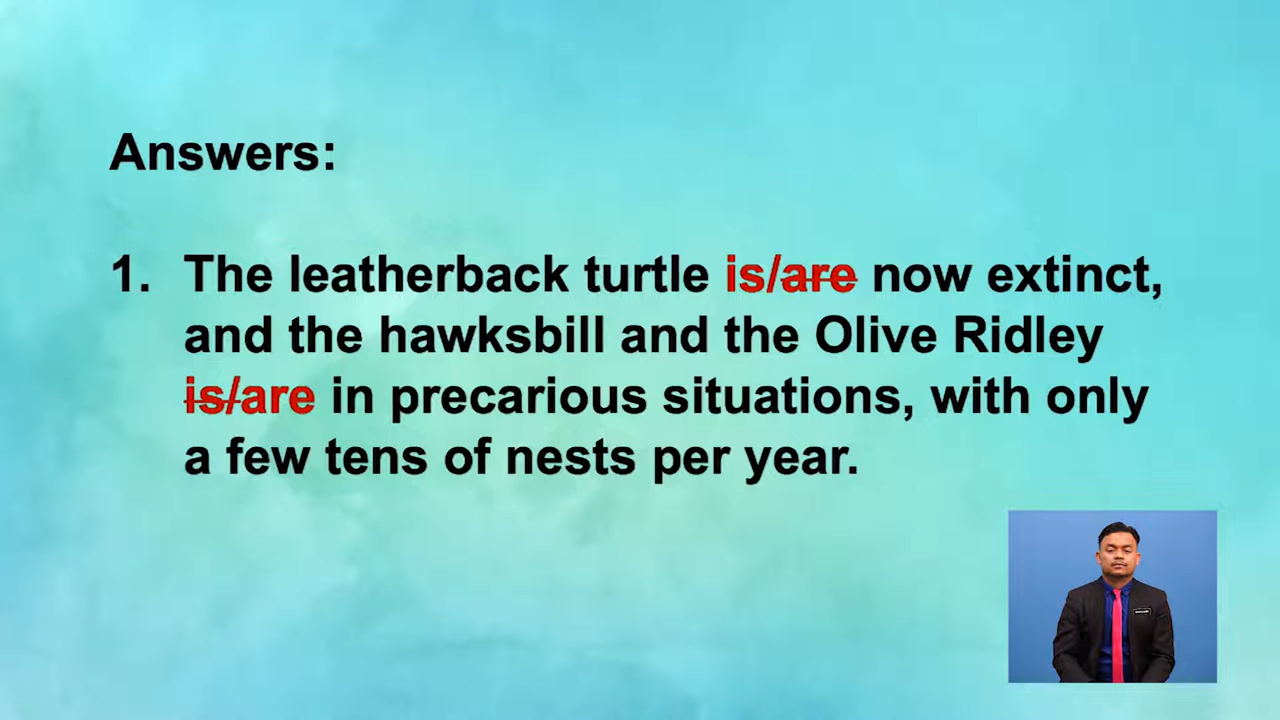 Answers:
1. The leatherback turtle is/are now extinct,
and the hawksbill and the Olive Ridley
is/are in precarious situations, with only
a few tens of nests per year.